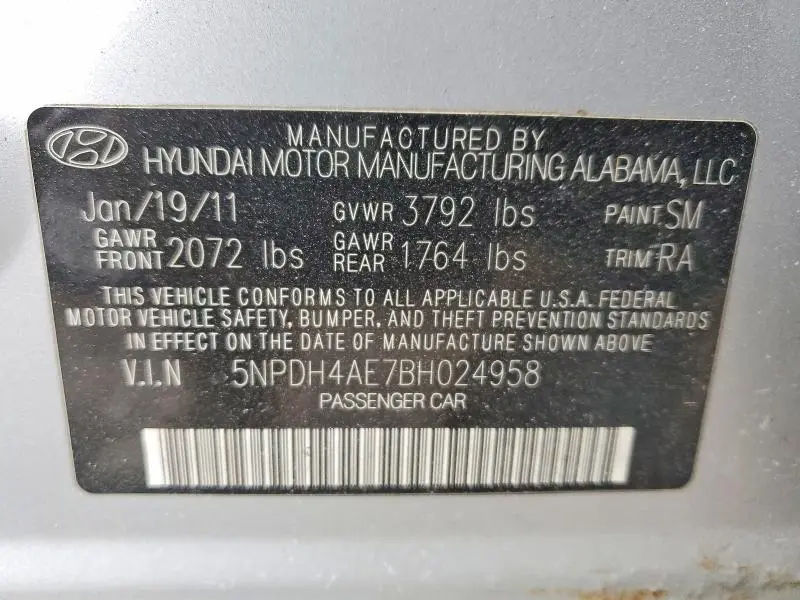 MANUFACTURED BY
HYUNDAI MOTOR MANUFACTURING ALABAMA, LLC
Jan/19/11 GVWR 3792 lbs PAINT SM
GAWR FRONT 2072 lbs GAWR REAR 1764 lbs TRIM RA
THIS VEHICLE CONFORMS TO ALL APPLICABLE U.S.A. FEDERAL
MOTOR VEHICLE SAFETY, BUMPER, AND THEFT PREVENTION STANDARDS
IN EFFECT ON THE DATE OF MANUFACTURE SHOWN ABOVE
V.I.N 5NPDH4AE7BH024958
PASSENGER CAR